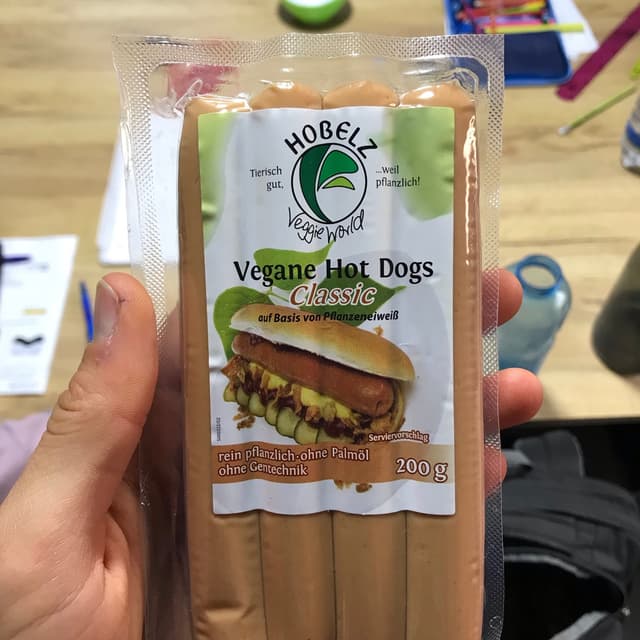 HOBELZ
Tierisch gut,
...weil pflanzlich!
Veggie World
Vegane Hot Dogs
Classic
auf Basis von Pflanzeneiweiß
Serviervorschlag
rein pflanzlich · ohne Palmöl
ohne Gentechnik
200 g